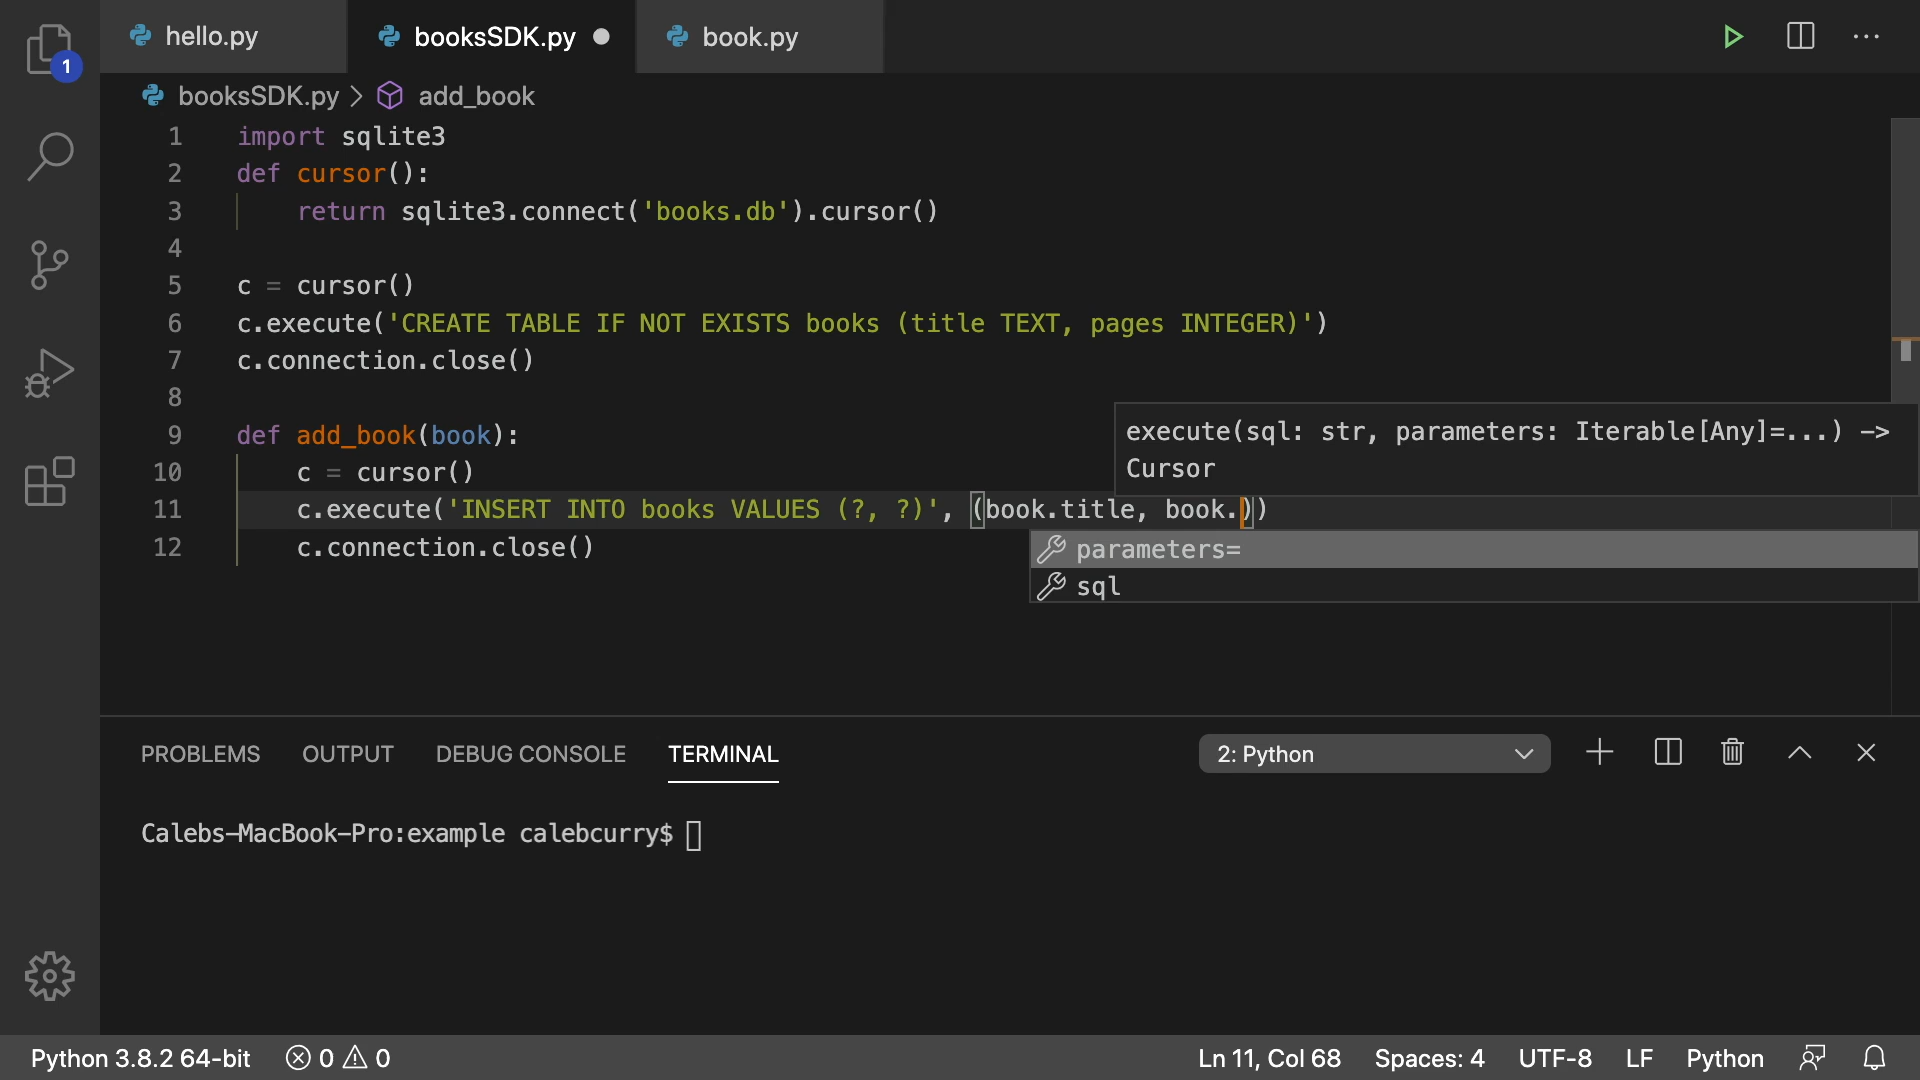 hello.py
booksSDK.py
book.py
1
booksSDK.py > add_book
1 import sqlite3
2 def cursor():
3     return sqlite3.connect('books.db').cursor()
4
5 c = cursor()
6 c.execute('CREATE TABLE IF NOT EXISTS books (title TEXT, pages INTEGER)')
7 c.connection.close()
8
9 def add_book(book):
execute(sql: str, parameters: Iterable[Any]=...) ->
Cursor
10     c = cursor()
11     c.execute('INSERT INTO books VALUES (?, ?)', (book.title, book.))
12     c.connection.close()
parameters=
sql
PROBLEMS OUTPUT DEBUG CONSOLE TERMINAL 2: Python
Calebs-MacBook-Pro:example calebcurry$
Python 3.8.2 64-bit 0 0 Ln 11, Col 68 Spaces: 4 UTF-8 LF Python